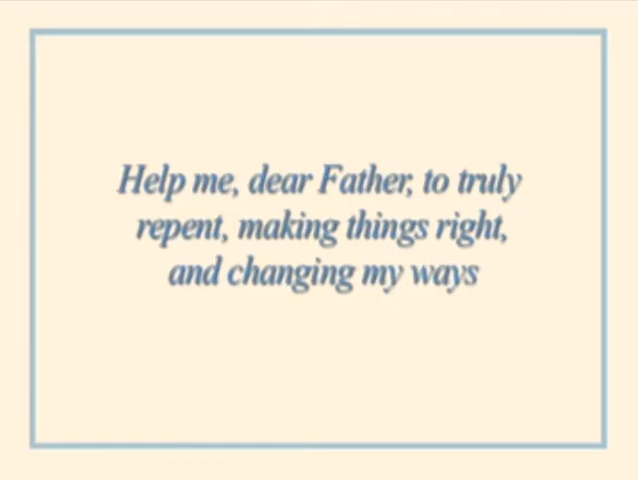 Help me, dear Father, to truly
repent, making things right,
and changing my ways